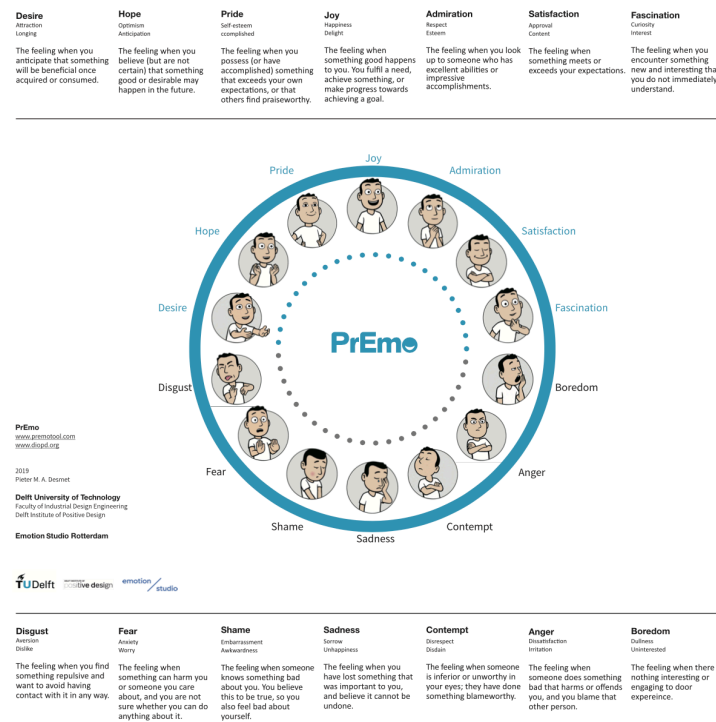 Desire
Attraction
Longing
The feeling when you
anticipate that something
will be beneficial once
acquired or consumed.
Hope
Optimism
Anticipation
The feeling when you
believe (but are not
certain) that something
good or desirable may
happen in the future.
Pride
Self-esteem
ccomplished
The feeling when you
possess (or have
accomplished) something
that exceeds your own
expectations, or that
others find praiseworthy.
Joy
Happiness
Delight
The feeling when
something good happens
to you. You fulfil a need,
achieve something, or
make progress towards
achieving a goal.
Admiration
Respect
Esteem
The feeling when you look
up to someone who has
excellent abilities or
impressive
accomplishments.
Satisfaction
Approval
Content
The feeling when
something meets or
exceeds your expectations.
Fascination
Curiosity
Interest
The feeling when you
encounter something
new and interesting tha
you do not immediately
understand.
Joy
Pride
Admiration
Hope
Satisfaction
Desire
Fascination
PrEmo
Disgust
Boredom
Fear
Anger
Shame
Contempt
Sadness
PrEmo
www.premotool.com
www.diopd.org
2019
Pieter M. A. Desmet
Delft University of Technology
Faculty of Industrial Design Engineering
Delft Institute of Positive Design
Emotion Studio Rotterdam
TUDelft
positive design
emotion
studio
Disgust
Aversion
Dislike
The feeling when you find
something repulsive and
want to avoid having
contact with it in any way.
Fear
Anxiety
Worry
The feeling when
something can harm you
or someone you care
about, and you are not
sure whether you can do
anything about it.
Shame
Embarrassment
Awkwardness
The feeling when someone
knows something bad
about you. You believe
this to be true, so you
also feel bad about
yourself.
Sadness
Sorrow
Unhappiness
The feeling when you
have lost something that
was important to you,
and believe it cannot be
undone.
Contempt
Disrespect
Disdain
The feeling when someone
is inferior or unworthy in
your eyes; they have done
something blameworthy.
Anger
Dissatisfaction
Irritation
The feeling when
someone does something
bad that harms or offends
you, and you blame that
other person.
Boredom
Dullness
Uninterested
The feeling when there
nothing interesting or
engaging to door
expereince.